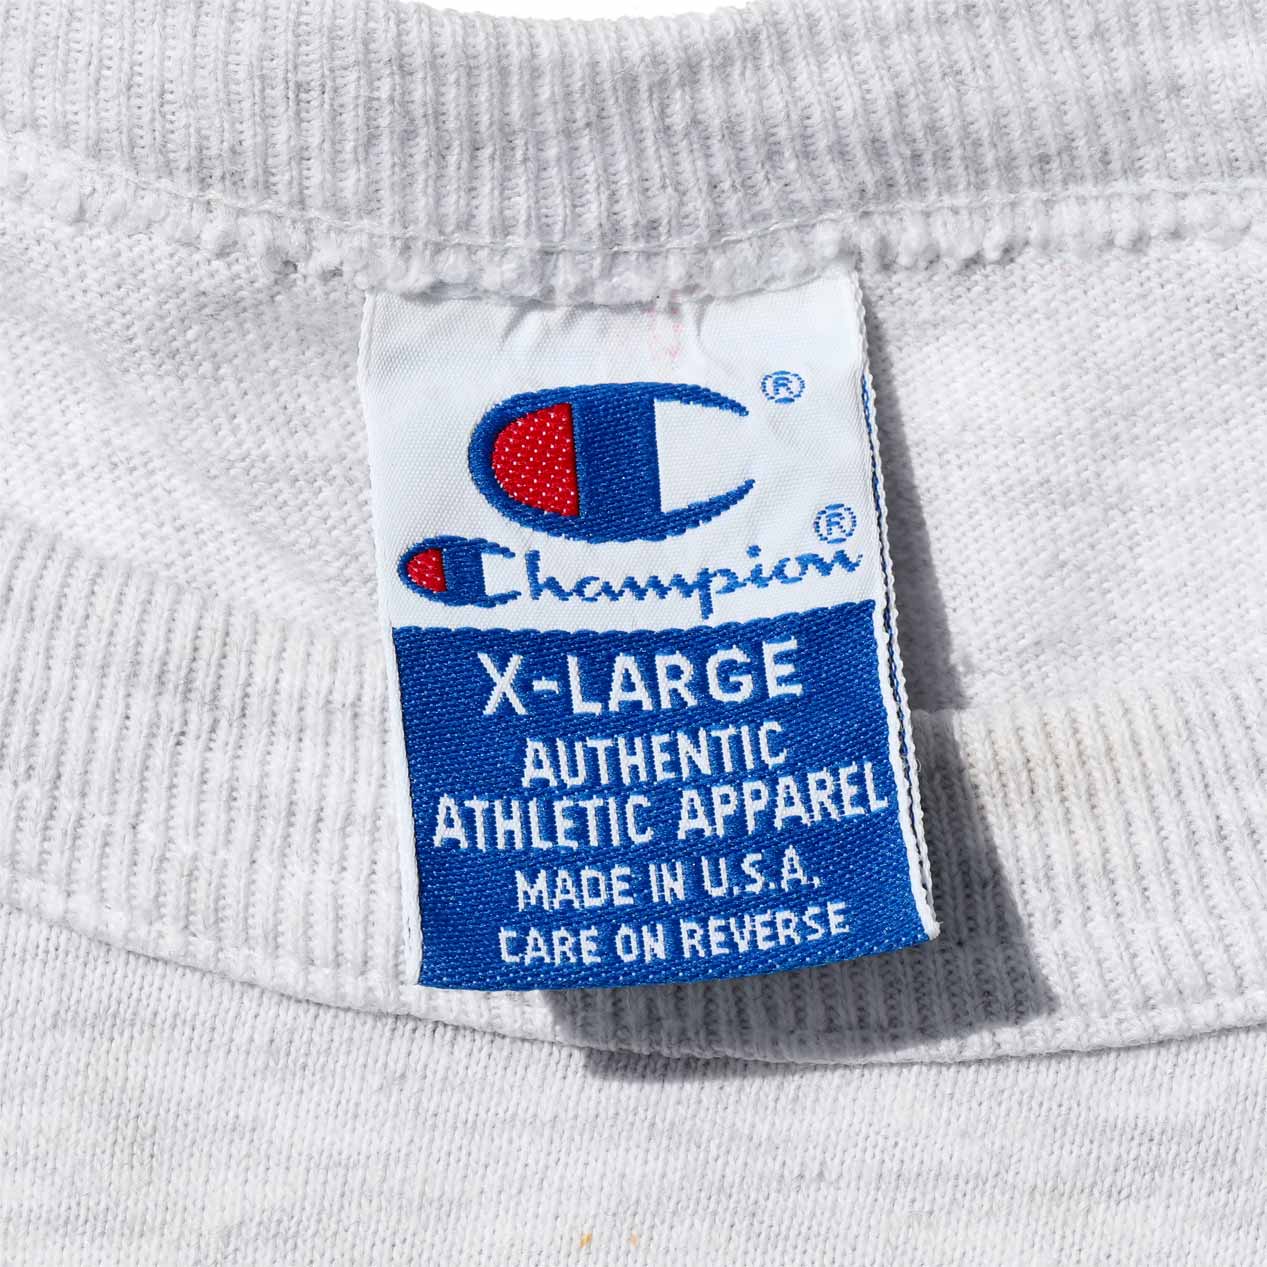 ®
Champion®
X-LARGE
AUTHENTIC
ATHLETIC APPAREL
MADE IN U.S.A.
CARE ON REVERSE